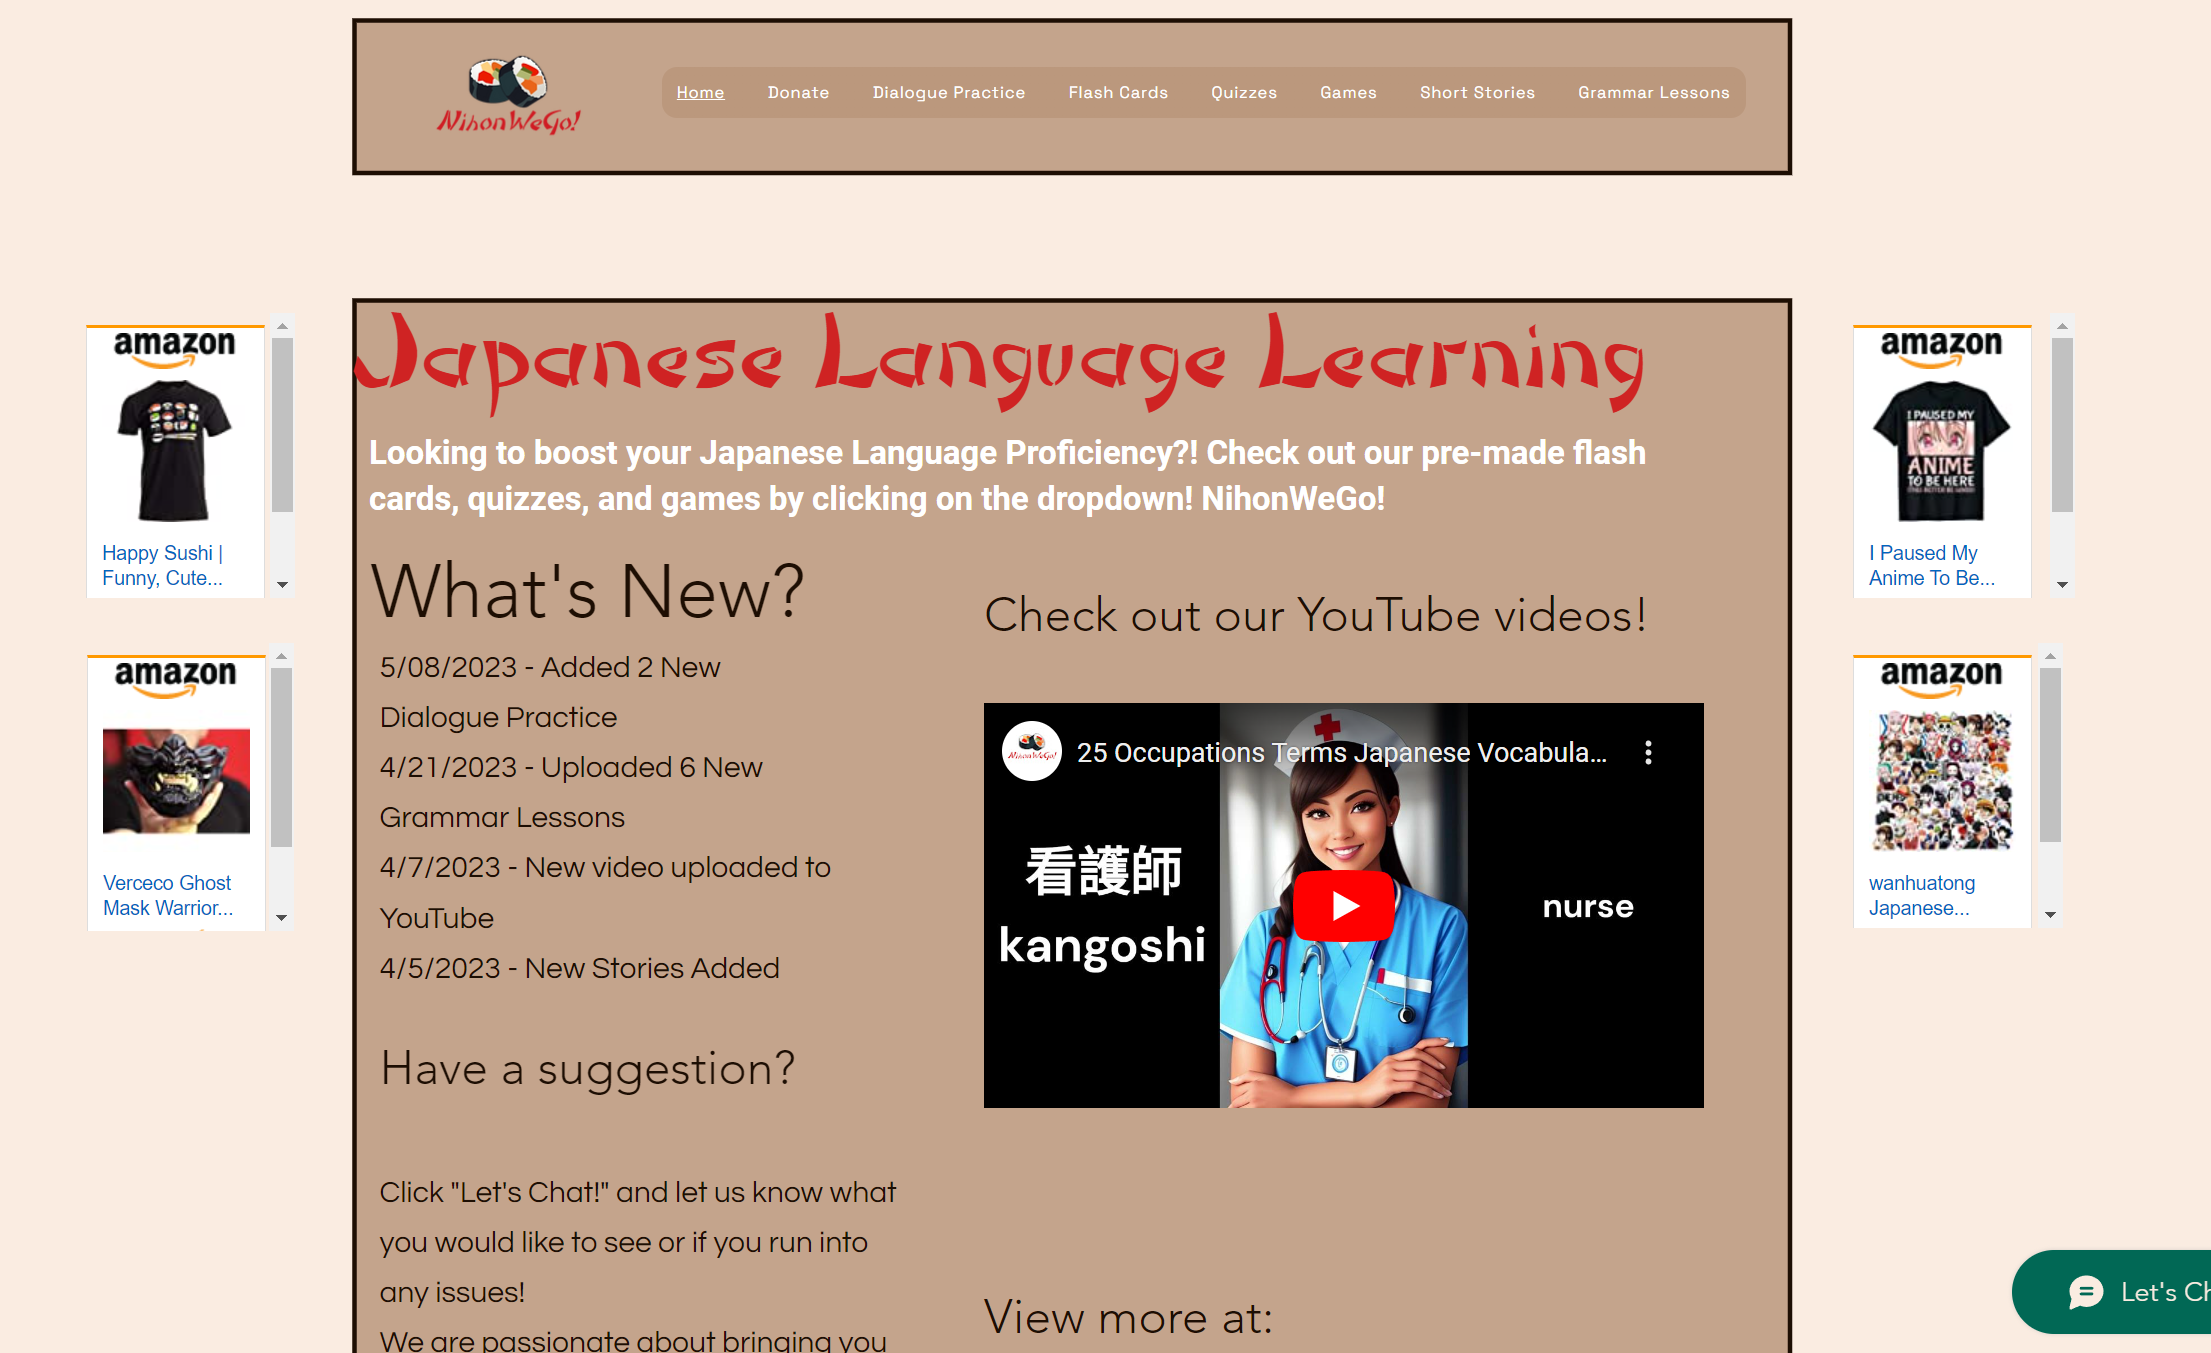 NihonWeGo!
Home
Donate
Dialogue Practice
Flash Cards
Quizzes
Games
Short Stories
Grammar Lessons
Japanese Language Learning
Looking to boost your Japanese Language Proficiency?! Check out our pre-made flash
cards, quizzes, and games by clicking on the dropdown! NihonWeGo!
amazon
Happy Sushi |
Funny, Cute...
amazon
Verceco Ghost
Mask Warrior...
What's New?
5/08/2023 - Added 2 New
Dialogue Practice
4/21/2023 - Uploaded 6 New
Grammar Lessons
4/7/2023 - New video uploaded to
YouTube
4/5/2023 - New Stories Added
Have a suggestion?
Click "Let's Chat!" and let us know what
you would like to see or if you run into
any issues!
We are passionate about bringing you
Check out our YouTube videos!
NihonWeGo!
25 Occupations Terms Japanese Vocabula...
看護師
kangoshi
nurse
View more at:
amazon
I PAUSED MY
ANIME
TO BE HERE
I Paused My
Anime To Be...
amazon
wanhuatong
Japanese...
Let's Ch